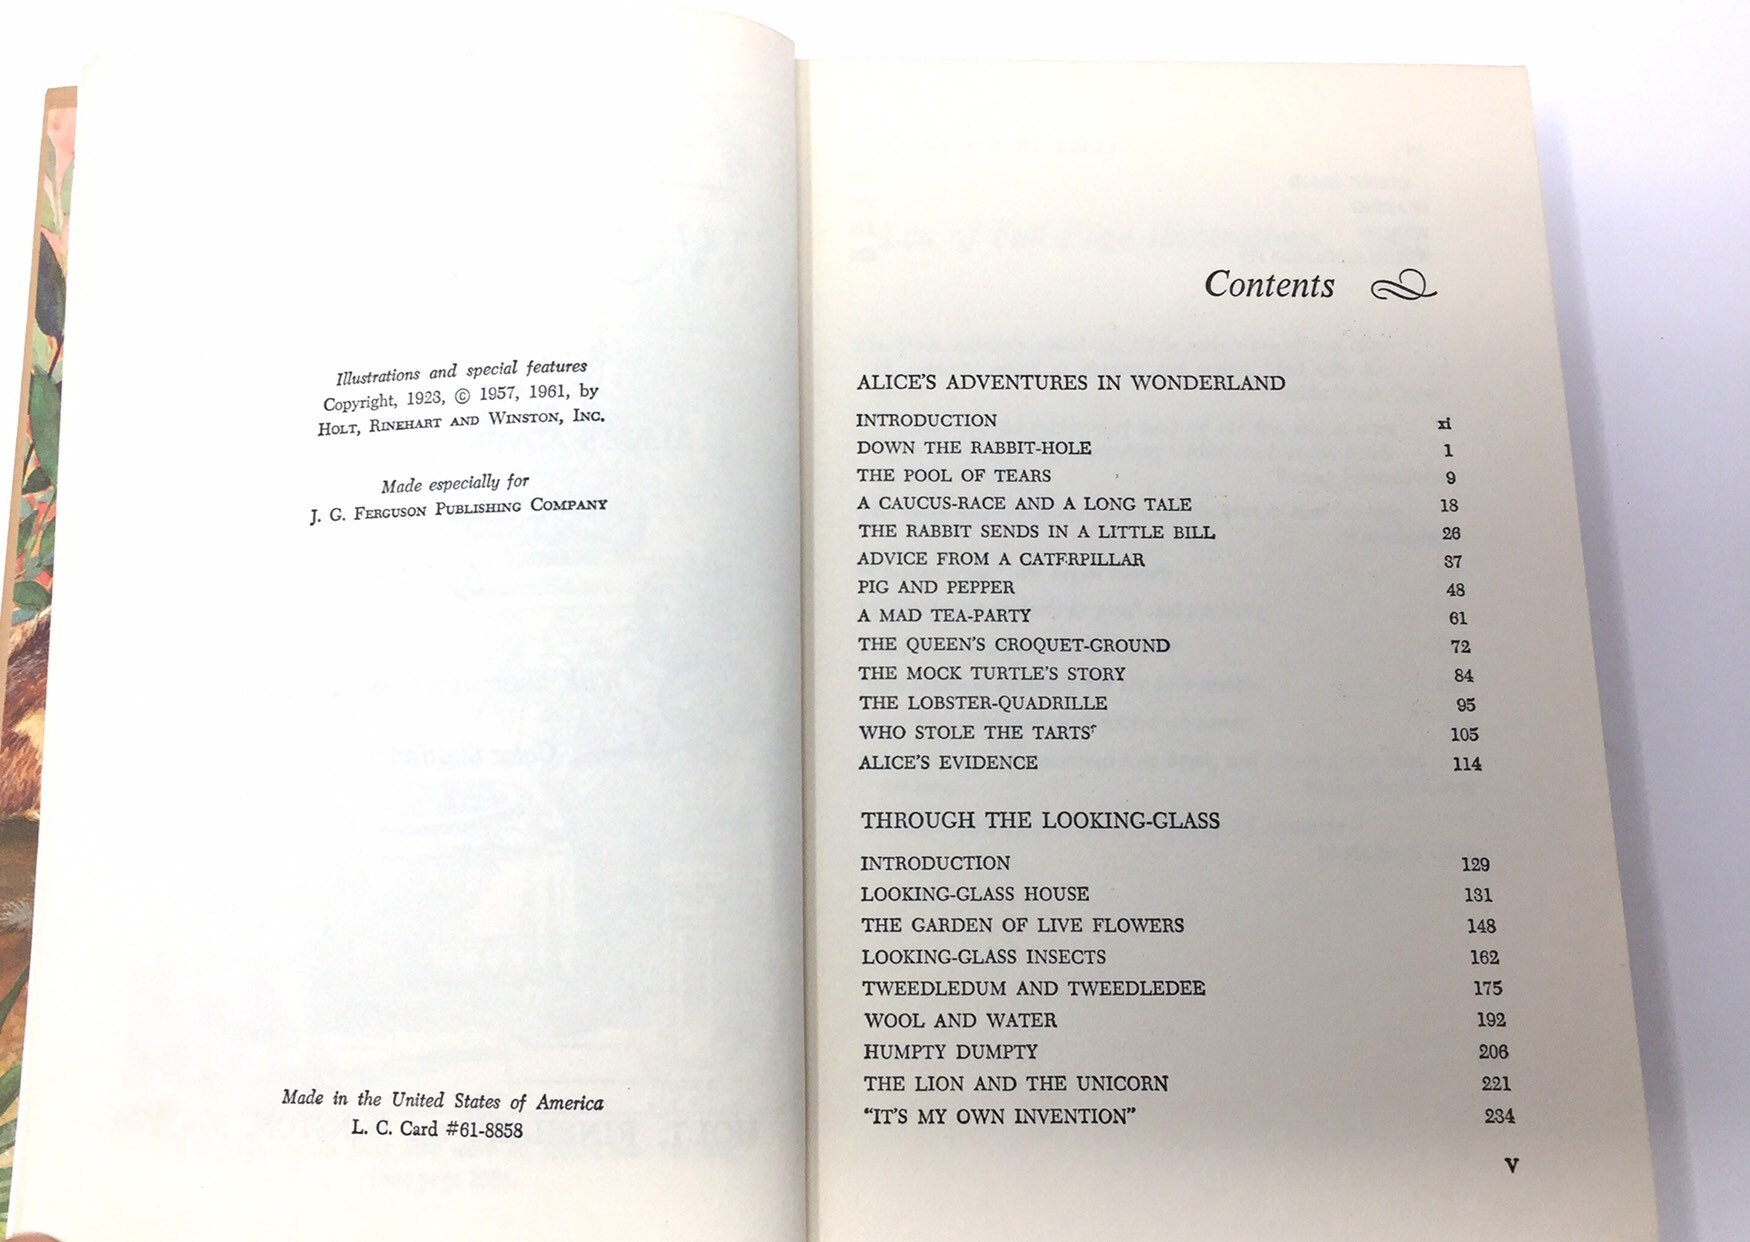 Illustrations and special features
Copyright, 1923, © 1957, 1961, by
Holt, Rinehart and Winston, Inc.
Made especially for
J. G. Ferguson Publishing Company
Made in the United States of America
L. C. Card #61-8858
Contents
ALICE'S ADVENTURES IN WONDERLAND
INTRODUCTION xi
DOWN THE RABBIT-HOLE 1
THE POOL OF TEARS 9
A CAUCUS-RACE AND A LONG TALE 18
THE RABBIT SENDS IN A LITTLE BILL 26
ADVICE FROM A CATERPILLAR 37
PIG AND PEPPER 48
A MAD TEA-PARTY 61
THE QUEEN'S CROQUET-GROUND 72
THE MOCK TURTLE'S STORY 84
THE LOBSTER-QUADRILLE 95
WHO STOLE THE TARTS? 105
ALICE'S EVIDENCE 114
THROUGH THE LOOKING-GLASS
INTRODUCTION 129
LOOKING-GLASS HOUSE 131
THE GARDEN OF LIVE FLOWERS 148
LOOKING-GLASS INSECTS 162
TWEEDLEDUM AND TWEEDLEDEE 175
WOOL AND WATER 192
HUMPTY DUMPTY 206
THE LION AND THE UNICORN 221
"IT'S MY OWN INVENTION" 234
V